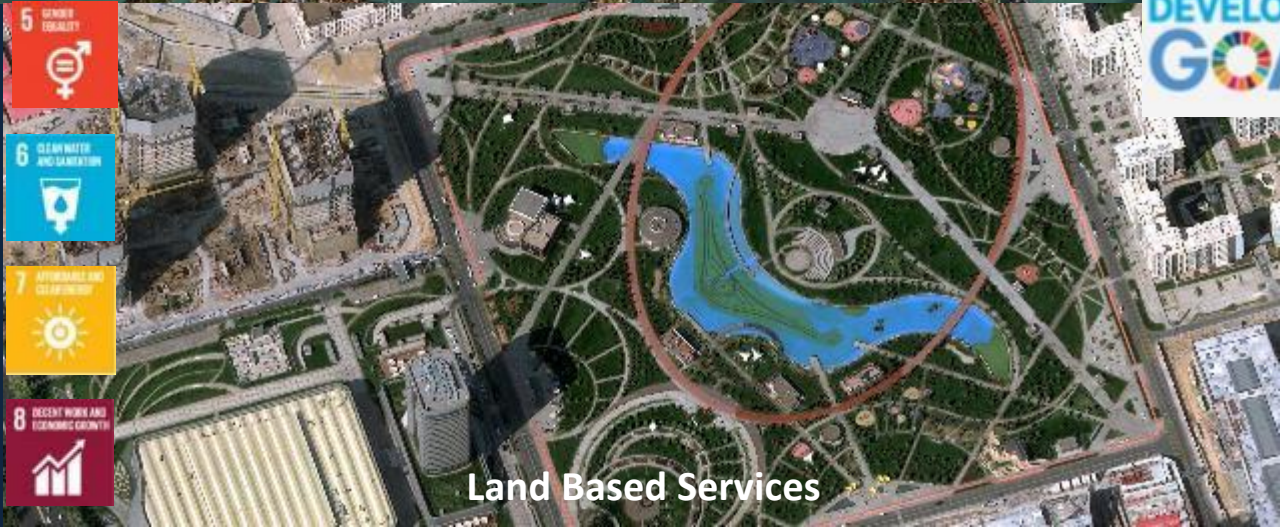 5 GENDER
EQUALITY
6 CLEAN WATER
AND SANITATION
7 AFFORDABLE AND
CLEAN ENERGY
8 DECENT WORK AND
ECONOMIC GROWTH
DEVELO
GOA
Land Based Services